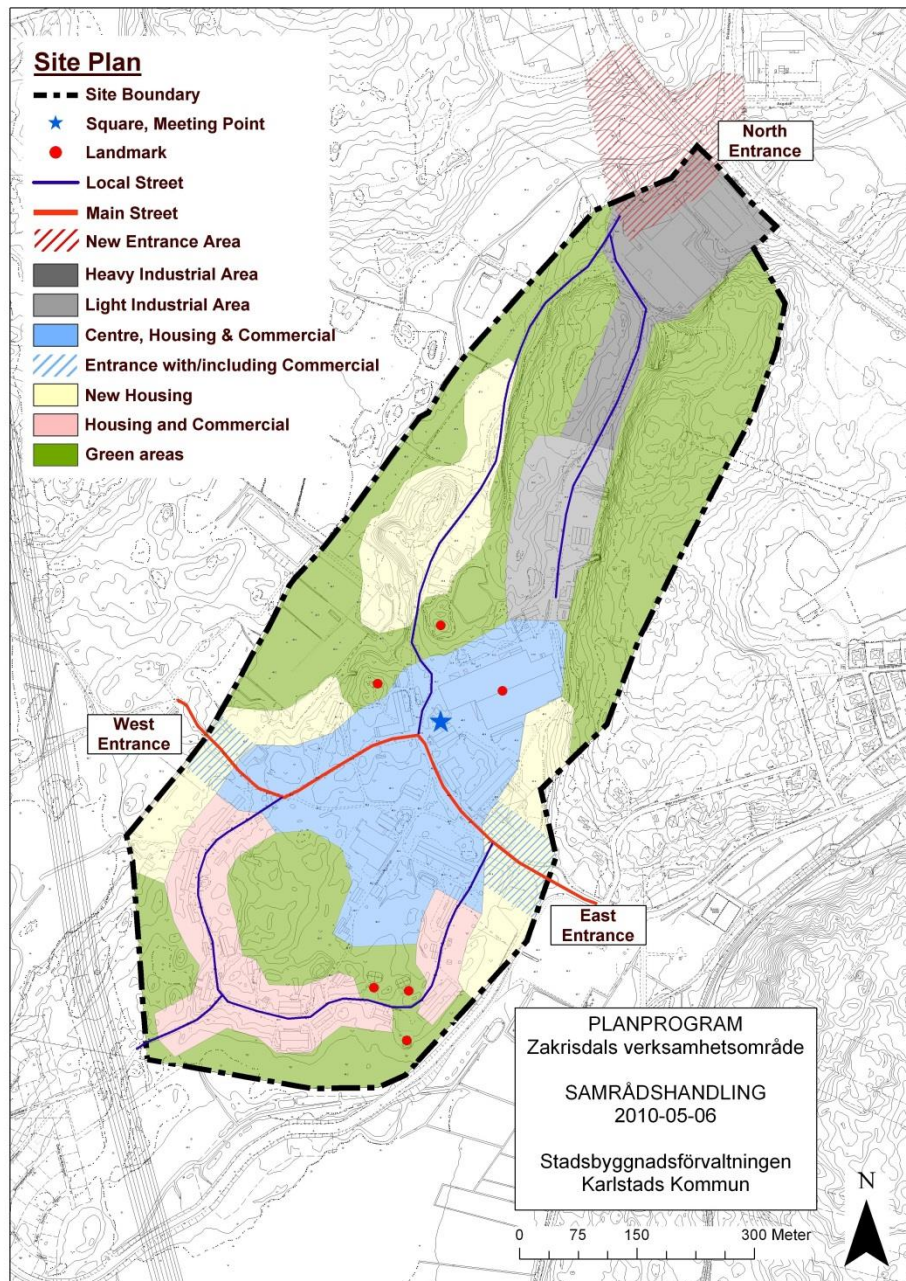 Site Plan
Site Boundary
Square, Meeting Point
Landmark
Local Street
Main Street
New Entrance Area
Heavy Industrial Area
Light Industrial Area
Centre, Housing & Commercial
Entrance with/including Commercial
New Housing
Housing and Commercial
Green areas
North
Entrance
West
Entrance
East
Entrance
PLANPROGRAM
Zakrisdals verksamhetsområde
SAMRÅDSHANDLING
2010-05-06
Stadsbyggnadsförvaltningen
Karlstads Kommun
N
0 75 150 300 Meter